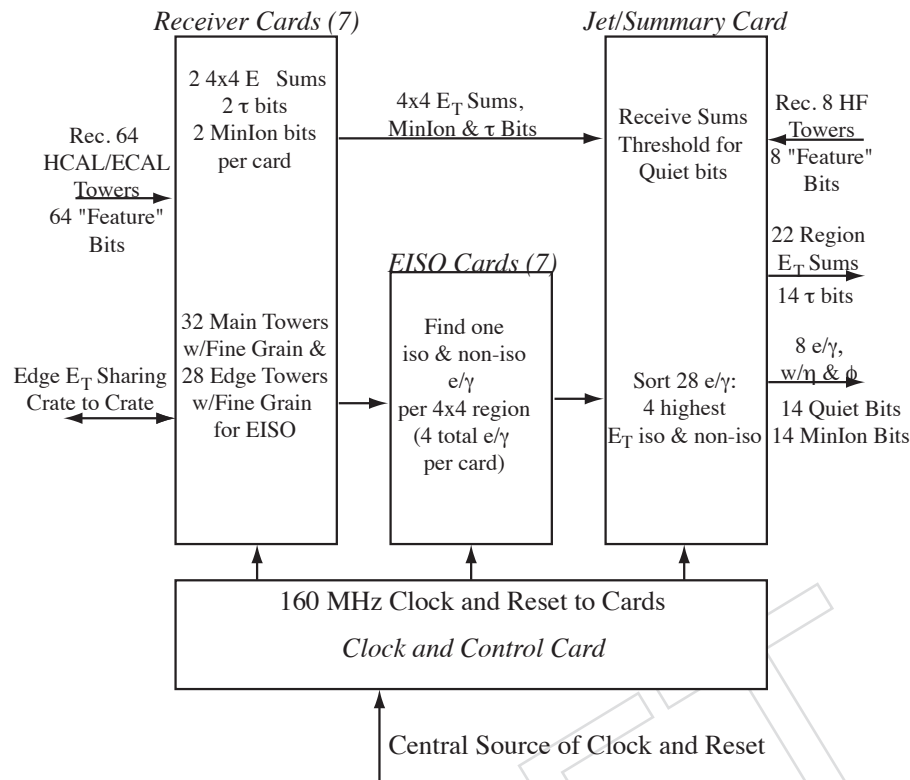 Receiver Cards (7)
Jet/Summary Card
2 4x4 E Sums
2 τ bits
2 MinIon bits
per card
4x4 E_T Sums,
MinIon & τ Bits
Receive Sums
Threshold for
Quiet bits
Rec. 8 HF
Towers
8 "Feature"
Bits
Rec. 64
HCAL/ECAL
Towers
64 "Feature"
Bits
22 Region
E_T Sums
14 τ bits
EISO Cards (7)
32 Main Towers
w/Fine Grain &
28 Edge Towers
w/Fine Grain
for EISO
Find one
iso & non-iso
e/γ
per 4x4 region
(4 total e/γ
per card)
Sort 28 e/γ:
4 highest
E_T iso & non-iso
8 e/γ,
w/η & ϕ
14 Quiet Bits
14 MinIon Bits
Edge E_T Sharing
Crate to Crate
160 MHz Clock and Reset to Cards
Clock and Control Card
Central Source of Clock and Reset